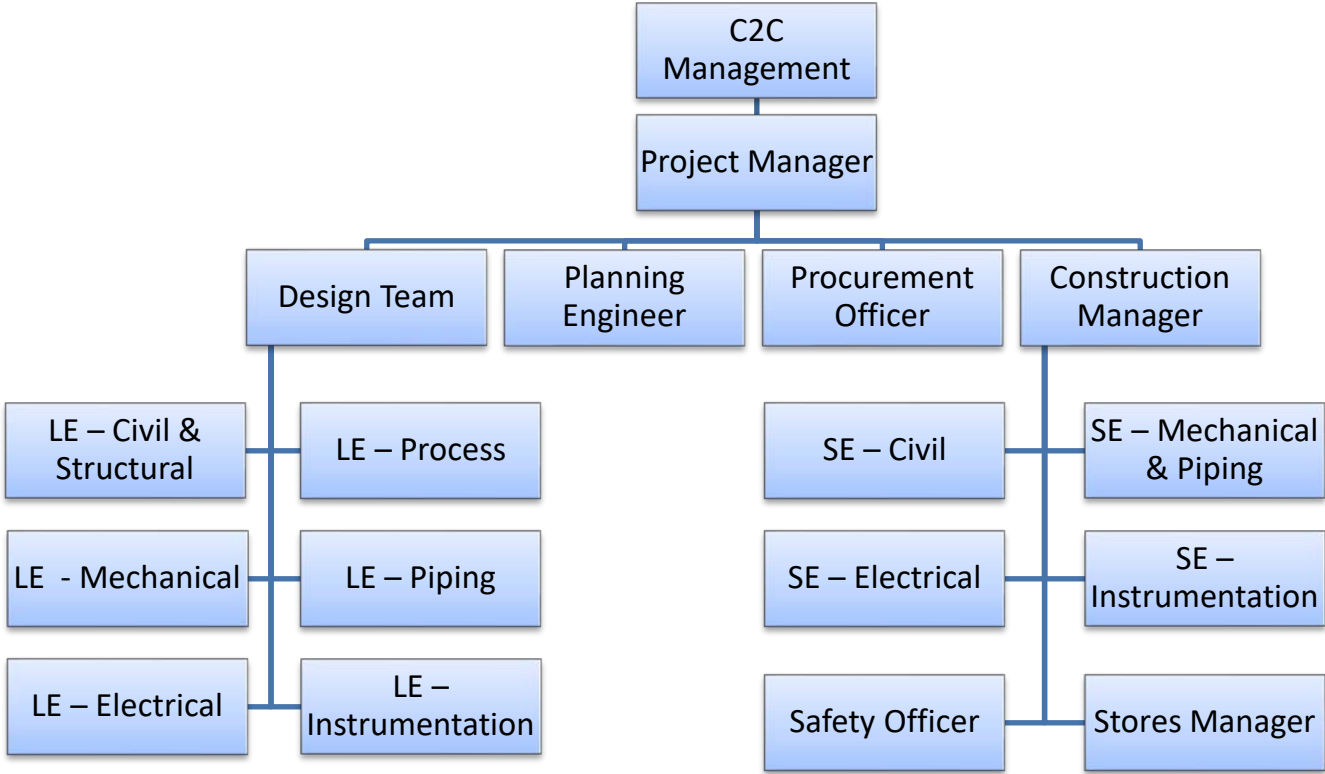 C2C
Management
Project Manager
Design Team
Planning
Engineer
Procurement
Officer
Construction
Manager
LE – Civil &
Structural
LE – Process
SE – Civil
SE – Mechanical
& Piping
LE  - Mechanical
LE – Piping
SE – Electrical
SE –
Instrumentation
LE – Electrical
LE –
Instrumentation
Safety Officer
Stores Manager